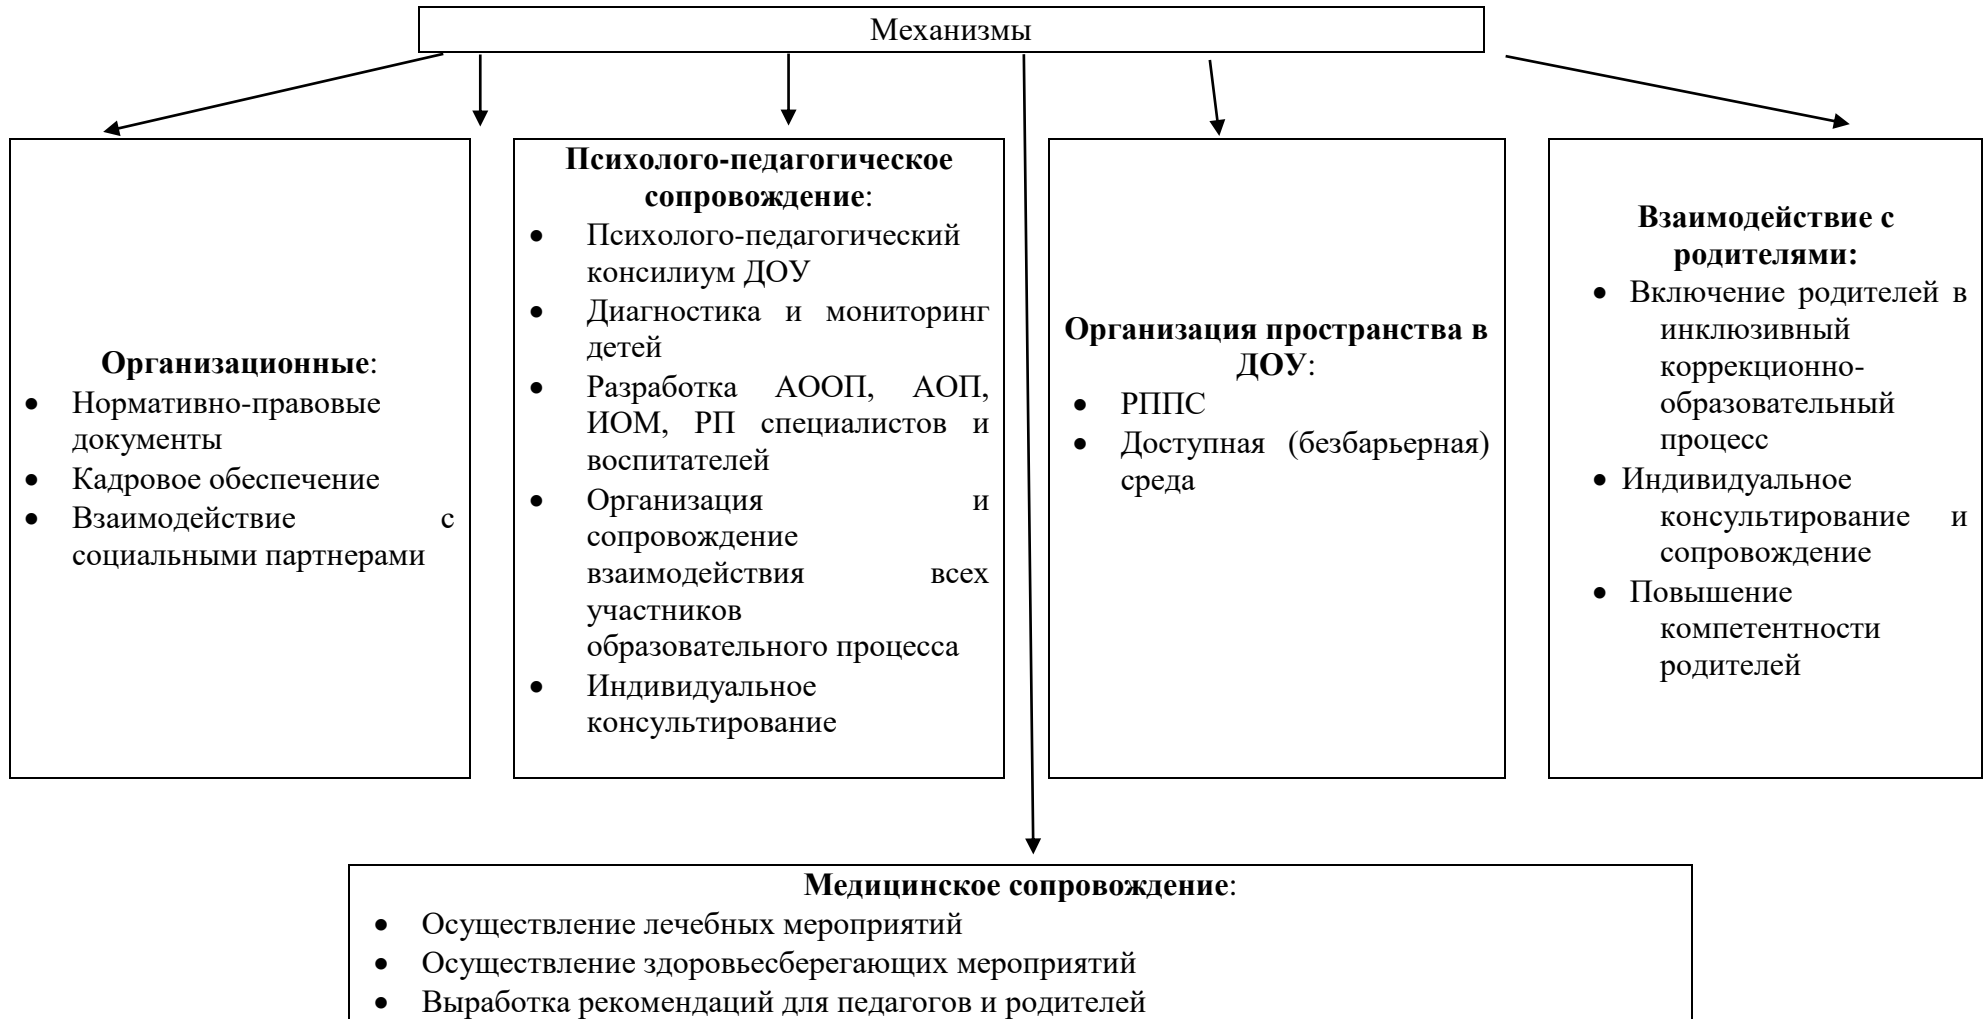 Механизмы
Организационные:
• Нормативно-правовые
документы
• Кадровое обеспечение
• Взаимодействие с
социальными партнерами
Психолого-педагогическое
сопровождение:
• Психолого-педагогический
консилиум ДОУ
• Диагностика и мониторинг
детей
• Разработка АООП, АОП,
ИОМ, РП специалистов и
воспитателей
• Организация и
сопровождение
взаимодействия всех
участников
образовательного процесса
• Индивидуальное
консультирование
Организация пространства в
ДОУ:
• РППС
• Доступная (безбарьерная)
среда
Взаимодействие с
родителями:
• Включение родителей в
инклюзивный
коррекционно-
образовательный
процесс
• Индивидуальное
консультирование и
сопровождение
• Повышение
компетентности
родителей
Медицинское сопровождение:
• Осуществление лечебных мероприятий
• Осуществление здоровьесберегающих мероприятий
• Выработка рекомендаций для педагогов и родителей